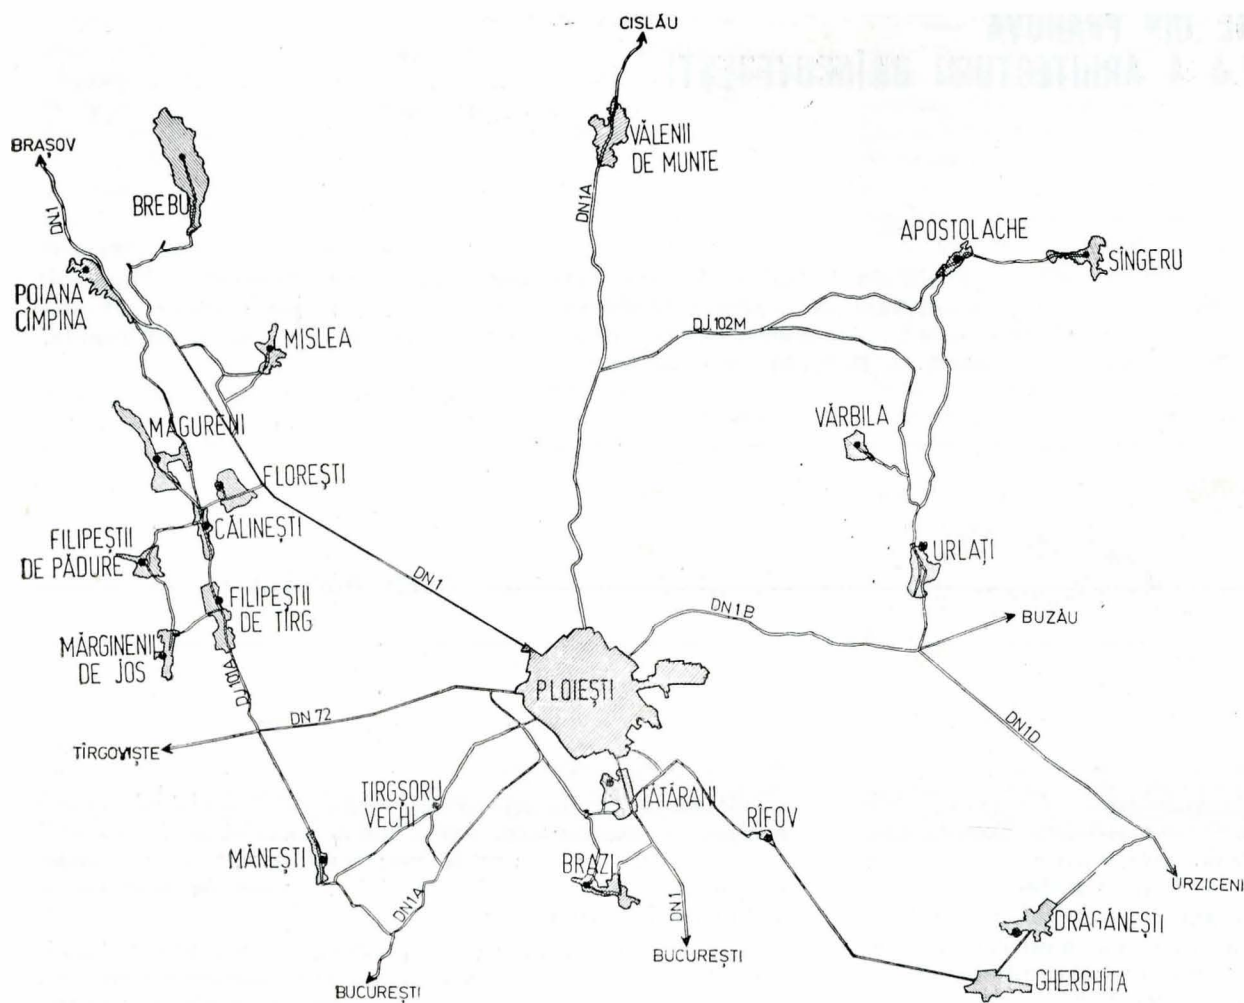 CISLĂU
BRAȘOV
VĂLENII
DE MUNTE
DN1
BREBU
DN1A
APOSTOLACHE
SÎNGERU
POIANA
CÎMPINA
MISLEA
DJ.102M
MĂGURENI
VĂRBILA
FLOREȘTI
CĂLINEȘTI
FILIPEȘTII
DE PĂDURE
URLAȚI
DN1
FILIPEȘTII
DE TÎRG
DN1B
BUZĂU
MĂRGINENII
DE JOS
DJ101A
PLOIEȘTI
DN 72
DN1D
TÎRGOVIȘTE
TIRGȘORU
VECHI
TĂTĂRANI
RÎFOV
MĂNEȘTI
BRAZI
DN1A
DN1
URZICENI
DRĂGĂNEȘTI
BUCUREȘTI
GHERGHIȚA
BUCUREȘTI